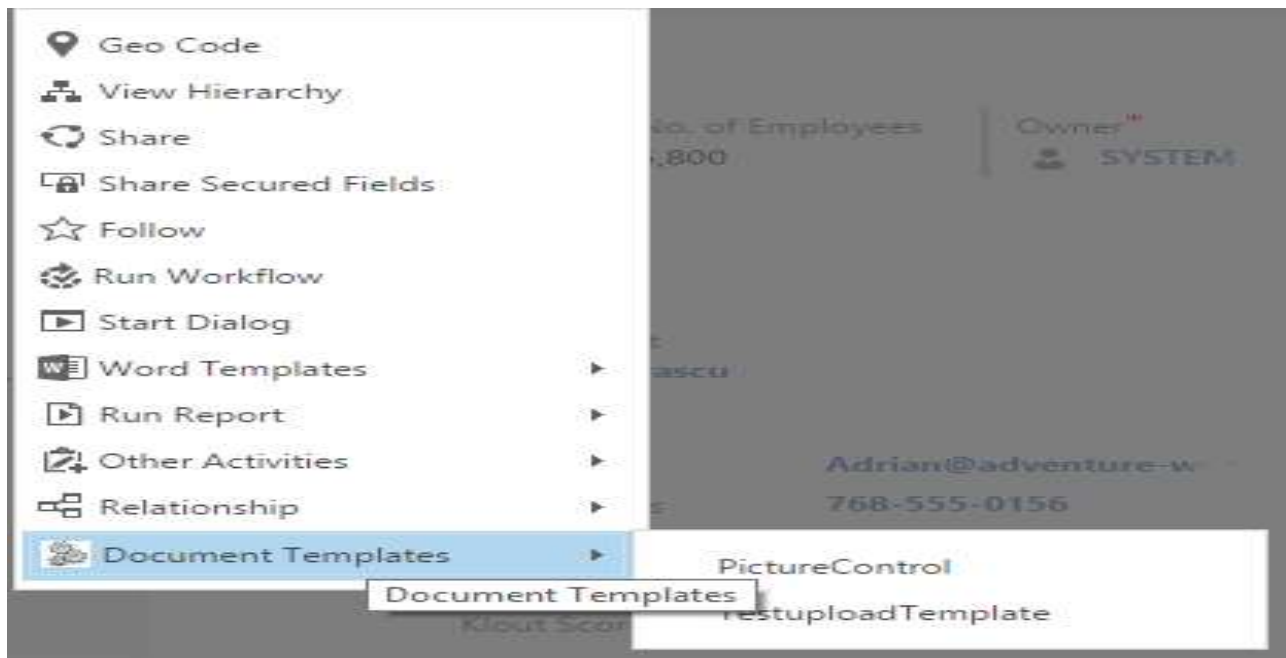 Geo Code
View Hierarchy
Share
Share Secured Fields
Follow
Run Workflow
Start Dialog
Word Templates
Run Report
Other Activities
Relationship
Document Templates
Document Templates
PictureControl
TestuploadTemplate
No. of Employees
,800
Owner*
SYSTEM
ascu
Adrian@adventure-w
768-555-0156
Klout Scor